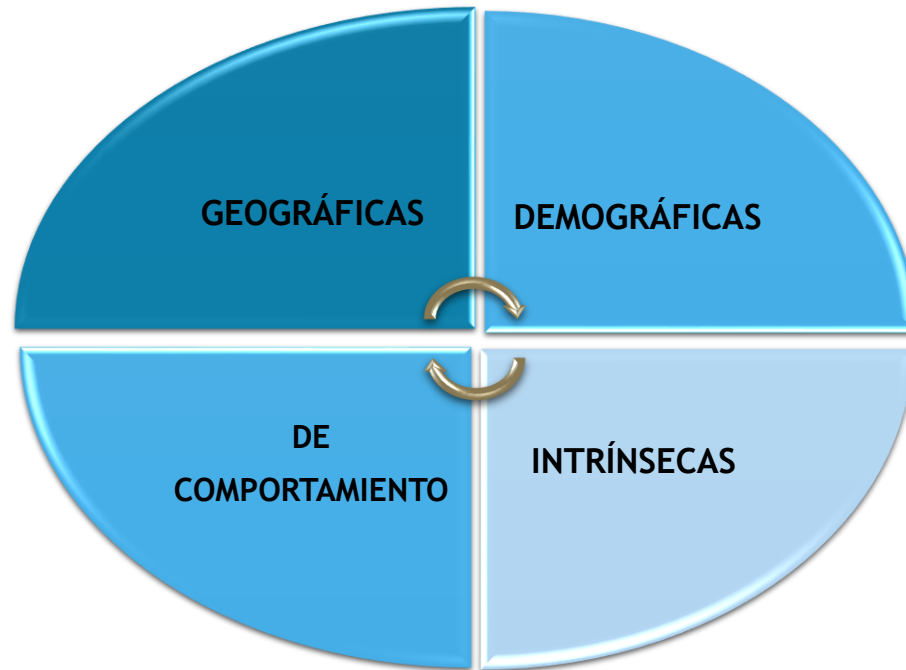 GEOGRÁFICAS
DEMOGRÁFICAS
DE
COMPORTAMIENTO
INTRÍNSECAS